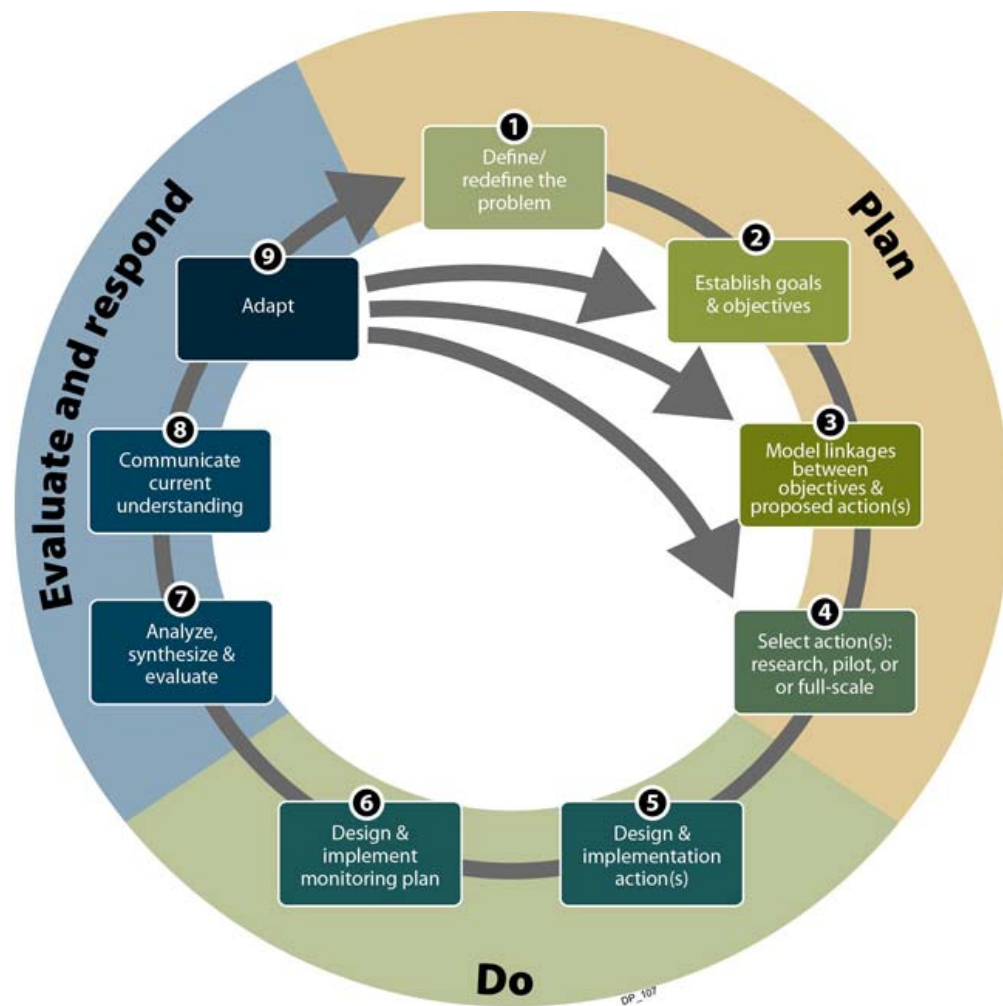 1
Define/
redefine the
problem
Plan
2
Establish goals
& objectives
3
Model linkages
between
objectives &
proposed action(s)
4
Select action(s):
research, pilot, or
or full-scale
5
Design &
implementation
action(s)
Do
6
Design &
implement
monitoring plan
7
Analyze,
synthesize &
evaluate
Evaluate and respond
8
Communicate
current
understanding
9
Adapt
DP_107